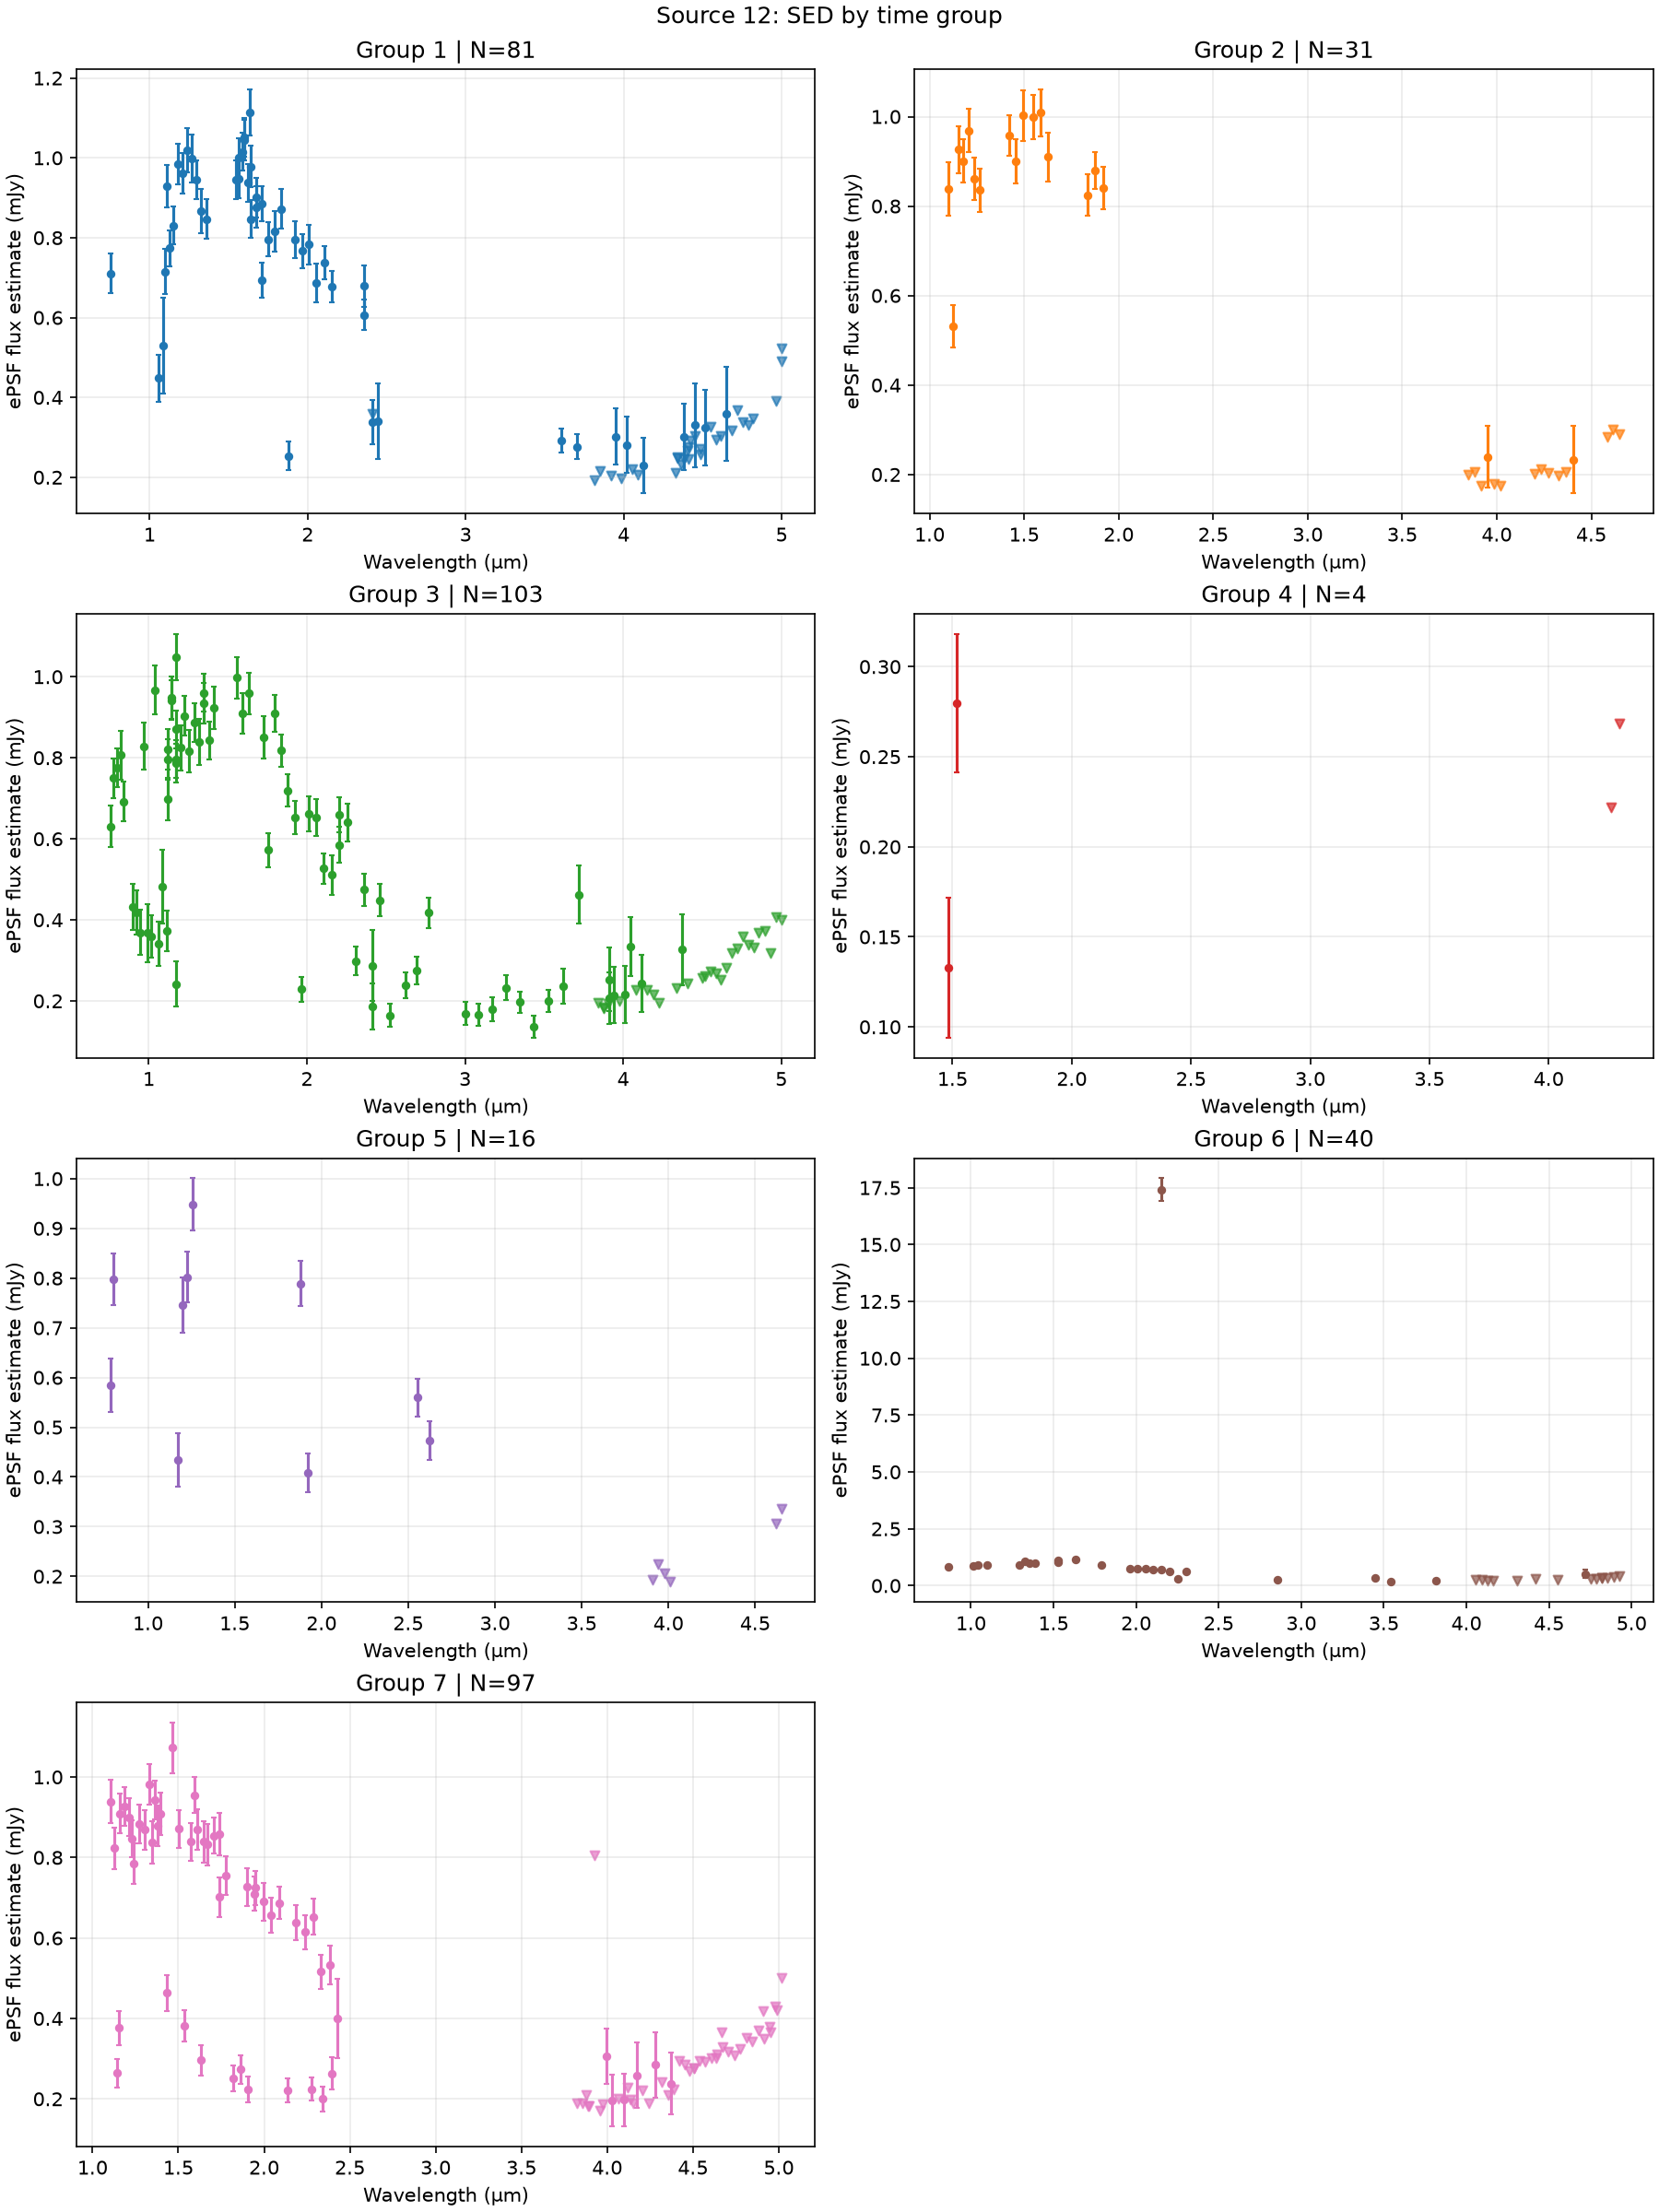 Source 12: SED by time group
Group 1 | N=81
ePSF flux estimate (mJy)
1.2
1.0
0.8
0.6
0.4
0.2
1 2 3 4 5
Wavelength (µm)
Group 2 | N=31
ePSF flux estimate (mJy)
1.0
0.8
0.6
0.4
0.2
1.0 1.5 2.0 2.5 3.0 3.5 4.0 4.5
Wavelength (µm)
Group 3 | N=103
ePSF flux estimate (mJy)
1.0
0.8
0.6
0.4
0.2
1 2 3 4 5
Wavelength (µm)
Group 4 | N=4
ePSF flux estimate (mJy)
0.30
0.25
0.20
0.15
0.10
1.5 2.0 2.5 3.0 3.5 4.0
Wavelength (µm)
Group 5 | N=16
ePSF flux estimate (mJy)
1.0
0.9
0.8
0.7
0.6
0.5
0.4
0.3
0.2
1.0 1.5 2.0 2.5 3.0 3.5 4.0 4.5
Wavelength (µm)
Group 6 | N=40
ePSF flux estimate (mJy)
17.5
15.0
12.5
10.0
7.5
5.0
2.5
0.0
1.0 1.5 2.0 2.5 3.0 3.5 4.0 4.5 5.0
Wavelength (µm)
Group 7 | N=97
ePSF flux estimate (mJy)
1.0
0.8
0.6
0.4
0.2
1.0 1.5 2.0 2.5 3.0 3.5 4.0 4.5 5.0
Wavelength (µm)